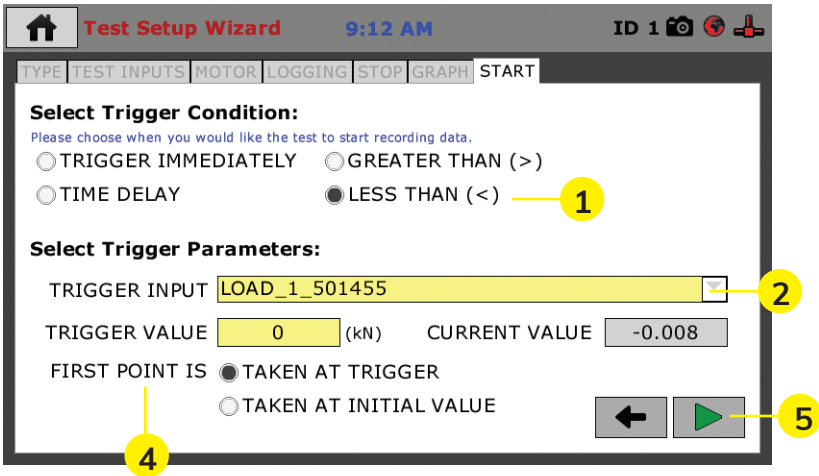 Test Setup Wizard 9:12 AM ID 1
TYPE TEST INPUTS MOTOR LOGGING STOP GRAPH START
Select Trigger Condition:
Please choose when you would like the test to start recording data.
TRIGGER IMMEDIATELY GREATER THAN (>)
TIME DELAY LESS THAN (<) 1
Select Trigger Parameters:
TRIGGER INPUT LOAD_1_501455 2
TRIGGER VALUE 0 (kN) CURRENT VALUE -0.008
FIRST POINT IS TAKEN AT TRIGGER
TAKEN AT INITIAL VALUE 5
4